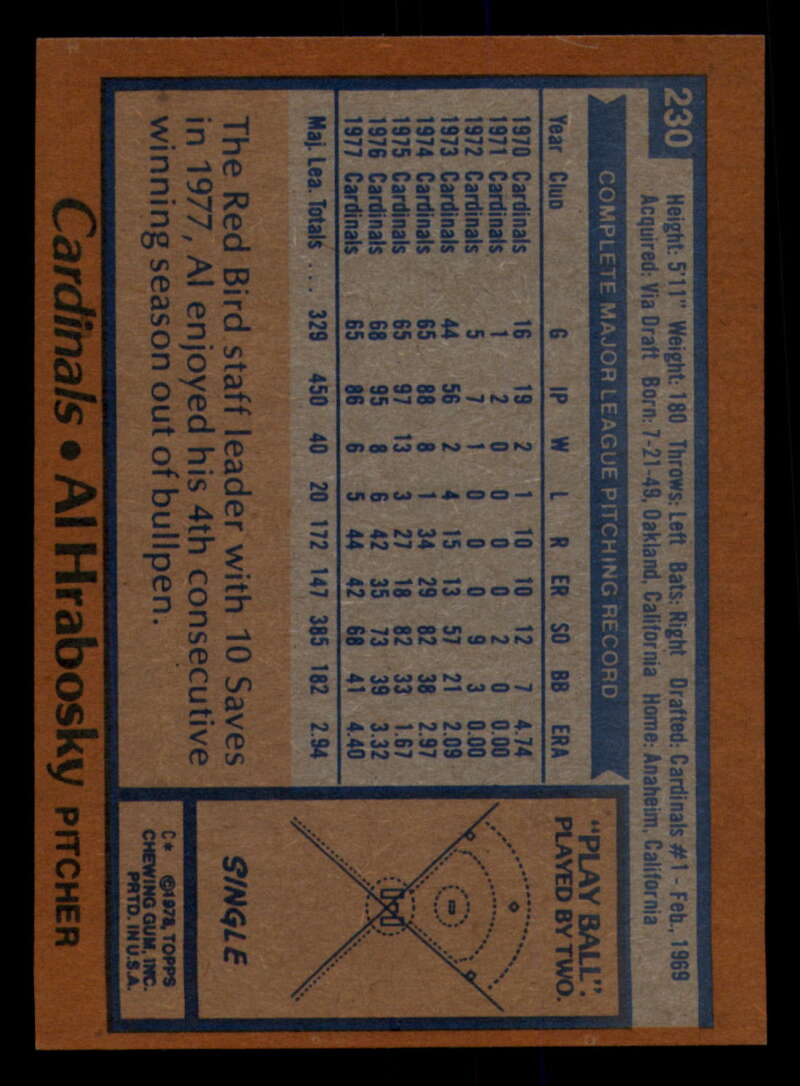 230
Height: 5'11" Weight: 180 Throws: Left Bats: Right Drafted: Cardinals #1 - Feb., 1969
Acquired: Via Draft Born: 7-21-49, Oakland, California Home: Anaheim, California
COMPLETE MAJOR LEAGUE PITCHING RECORD
Year Club G IP W L R ER SO BB ERA
1970 Cardinals 16 19 2 1 10 10 12 7 4.74
1971 Cardinals 1 2 0 0 0 0 2 0 0.00
1972 Cardinals 5 7 1 0 0 0 9 3 0.00
1973 Cardinals 44 56 2 4 15 13 57 21 2.09
1974 Cardinals 65 88 8 1 34 29 82 38 2.97
1975 Cardinals 65 97 13 3 27 18 82 33 1.67
1976 Cardinals 68 95 8 6 42 35 73 39 3.32
1977 Cardinals 65 86 6 5 44 42 68 41 4.40
Maj. Lea. Totals .... 329 450 40 20 172 147 385 182 2.94
The Red Bird staff leader with 10 Saves
in 1977, Al enjoyed his 4th consecutive
winning season out of bullpen.
"PLAY BALL":
PLAYED BY TWO.
SINGLE
C* ©1978, TOPPS
CHEWING GUM, INC.
PRTD. IN U.S.A.
Cardinals • Al Hrabosky PITCHER